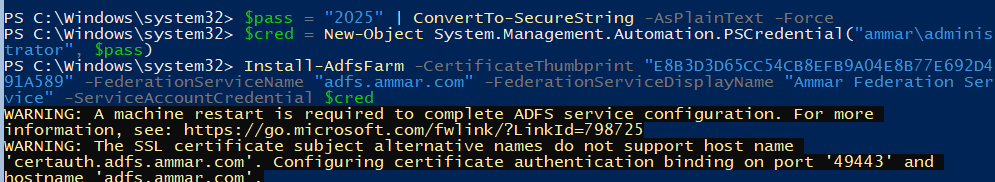 PS C:\Windows\system32> $pass = "2025" | ConvertTo-SecureString -AsPlainText -Force
PS C:\Windows\system32> $cred = New-Object System.Management.Automation.PSCredential("ammar\adminis
trator", $pass)
PS C:\Windows\system32> Install-AdfsFarm -CertificateThumbprint "E8B3D3D65CC54CB8EFB9A04E8B77E692D4
91A589" -FederationServiceName "adfs.ammar.com" -FederationServiceDisplayName "Ammar Federation Ser
vice" -ServiceAccountCredential $cred
WARNING: A machine restart is required to complete ADFS service configuration. For more
information, see: https://go.microsoft.com/fwlink/?LinkId=798725
WARNING: The SSL certificate subject alternative names do not support host name
'certauth.adfs.ammar.com'. Configuring certificate authentication binding on port '49443' and
hostname 'adfs.ammar.com'.